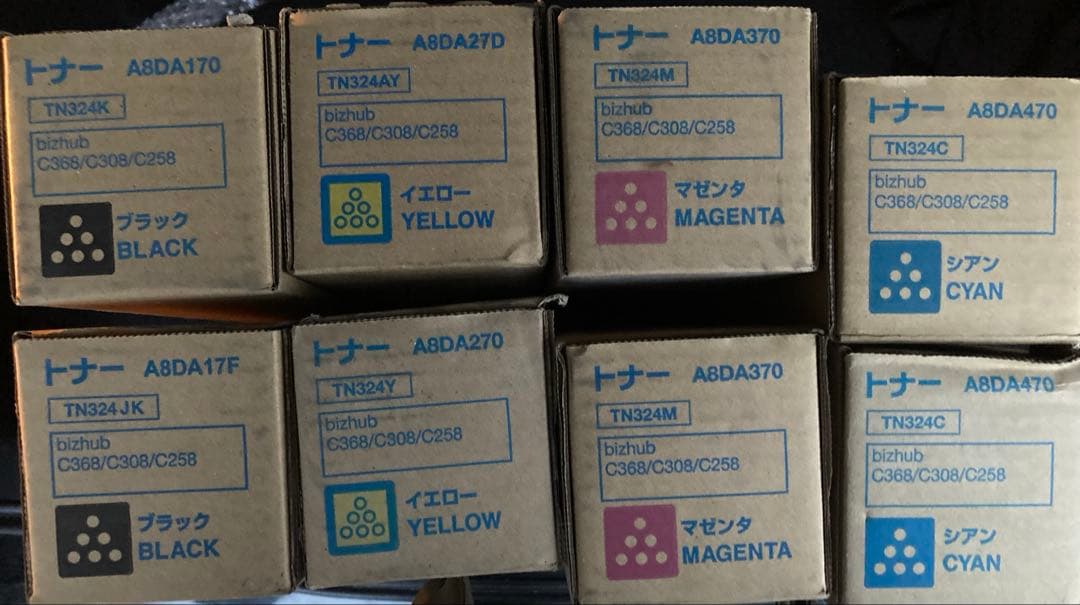 トナー A8DA170
TN324K
bizhub
C368/C308/C258
ブラック
BLACK
トナー A8DA27D
TN324AY
bizhub
C368/C308/C258
イエロー
YELLOW
トナー A8DA370
TN324M
bizhub
C368/C308/C258
マゼンタ
MAGENTA
トナー A8DA470
TN324C
bizhub
C368/C308/C258
シアン
CYAN
トナー A8DA17F
TN324JK
bizhub
C368/C308/C258
ブラック
BLACK
トナー A8DA270
TN324Y
bizhub
C368/C308/C258
イエロー
YELLOW
トナー A8DA370
TN324M
bizhub
C368/C308/C258
マゼンタ
MAGENTA
トナー A8DA470
TN324C
bizhub
C368/C308/C258
シアン
CYAN